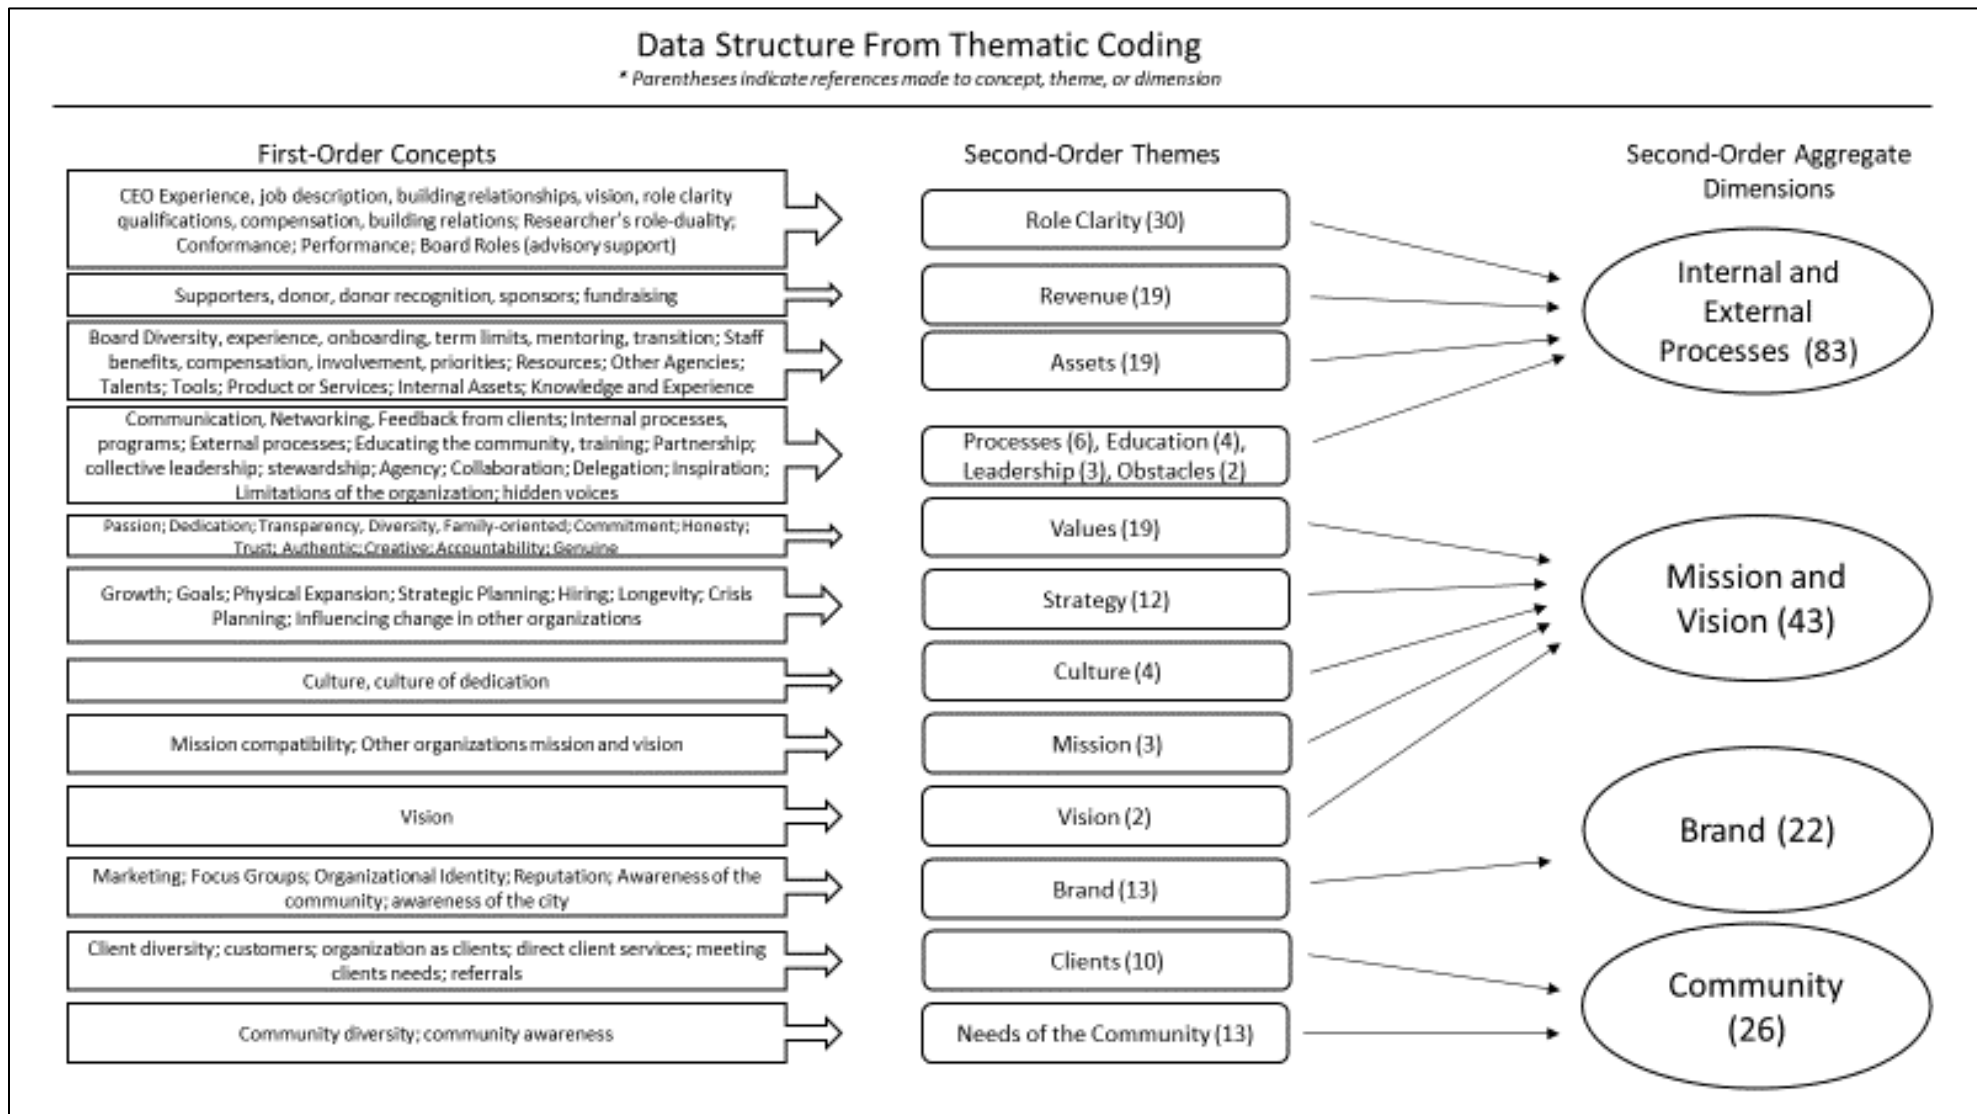 Data Structure From Thematic Coding
* Parentheses indicate references made to concept, theme, or dimension
First-Order Concepts
CEO Experience, job description, building relationships, vision, role clarity
qualifications, compensation, building relations; Researcher's role-duality;
Conformance; Performance; Board Roles (advisory support)
Supporters, donor, donor recognition, sponsors; fundraising
Board Diversity, experience, onboarding, term limits, mentoring, transition; Staff
benefits, compensation, involvement, priorities; Resources; Other Agencies;
Talents; Tools; Product or Services; Internal Assets; Knowledge and Experience
Communication, Networking, Feedback from clients; Internal processes,
programs; External processes; Educating the community, training; Partnership;
collective leadership; stewardship; Agency; Collaboration; Delegation; Inspiration;
Limitations of the organization; hidden voices
Passion; Dedication; Transparency, Diversity, Family-oriented; Commitment; Honesty;
Trust; Authentic; Creative; Accountability; Genuine
Growth; Goals; Physical Expansion; Strategic Planning; Hiring; Longevity; Crisis
Planning; Influencing change in other organizations
Culture, culture of dedication
Mission compatibility; Other organizations mission and vision
Vision
Marketing; Focus Groups; Organizational Identity; Reputation; Awareness of the
community; awareness of the city
Client diversity; customers; organization as clients; direct client services; meeting
clients needs; referrals
Community diversity; community awareness
Second-Order Themes
Role Clarity (30)
Revenue (19)
Assets (19)
Processes (6), Education (4),
Leadership (3), Obstacles (2)
Values (19)
Strategy (12)
Culture (4)
Mission (3)
Vision (2)
Brand (13)
Clients (10)
Needs of the Community (13)
Second-Order Aggregate
Dimensions
Internal and
External
Processes (83)
Mission and
Vision (43)
Brand (22)
Community
(26)